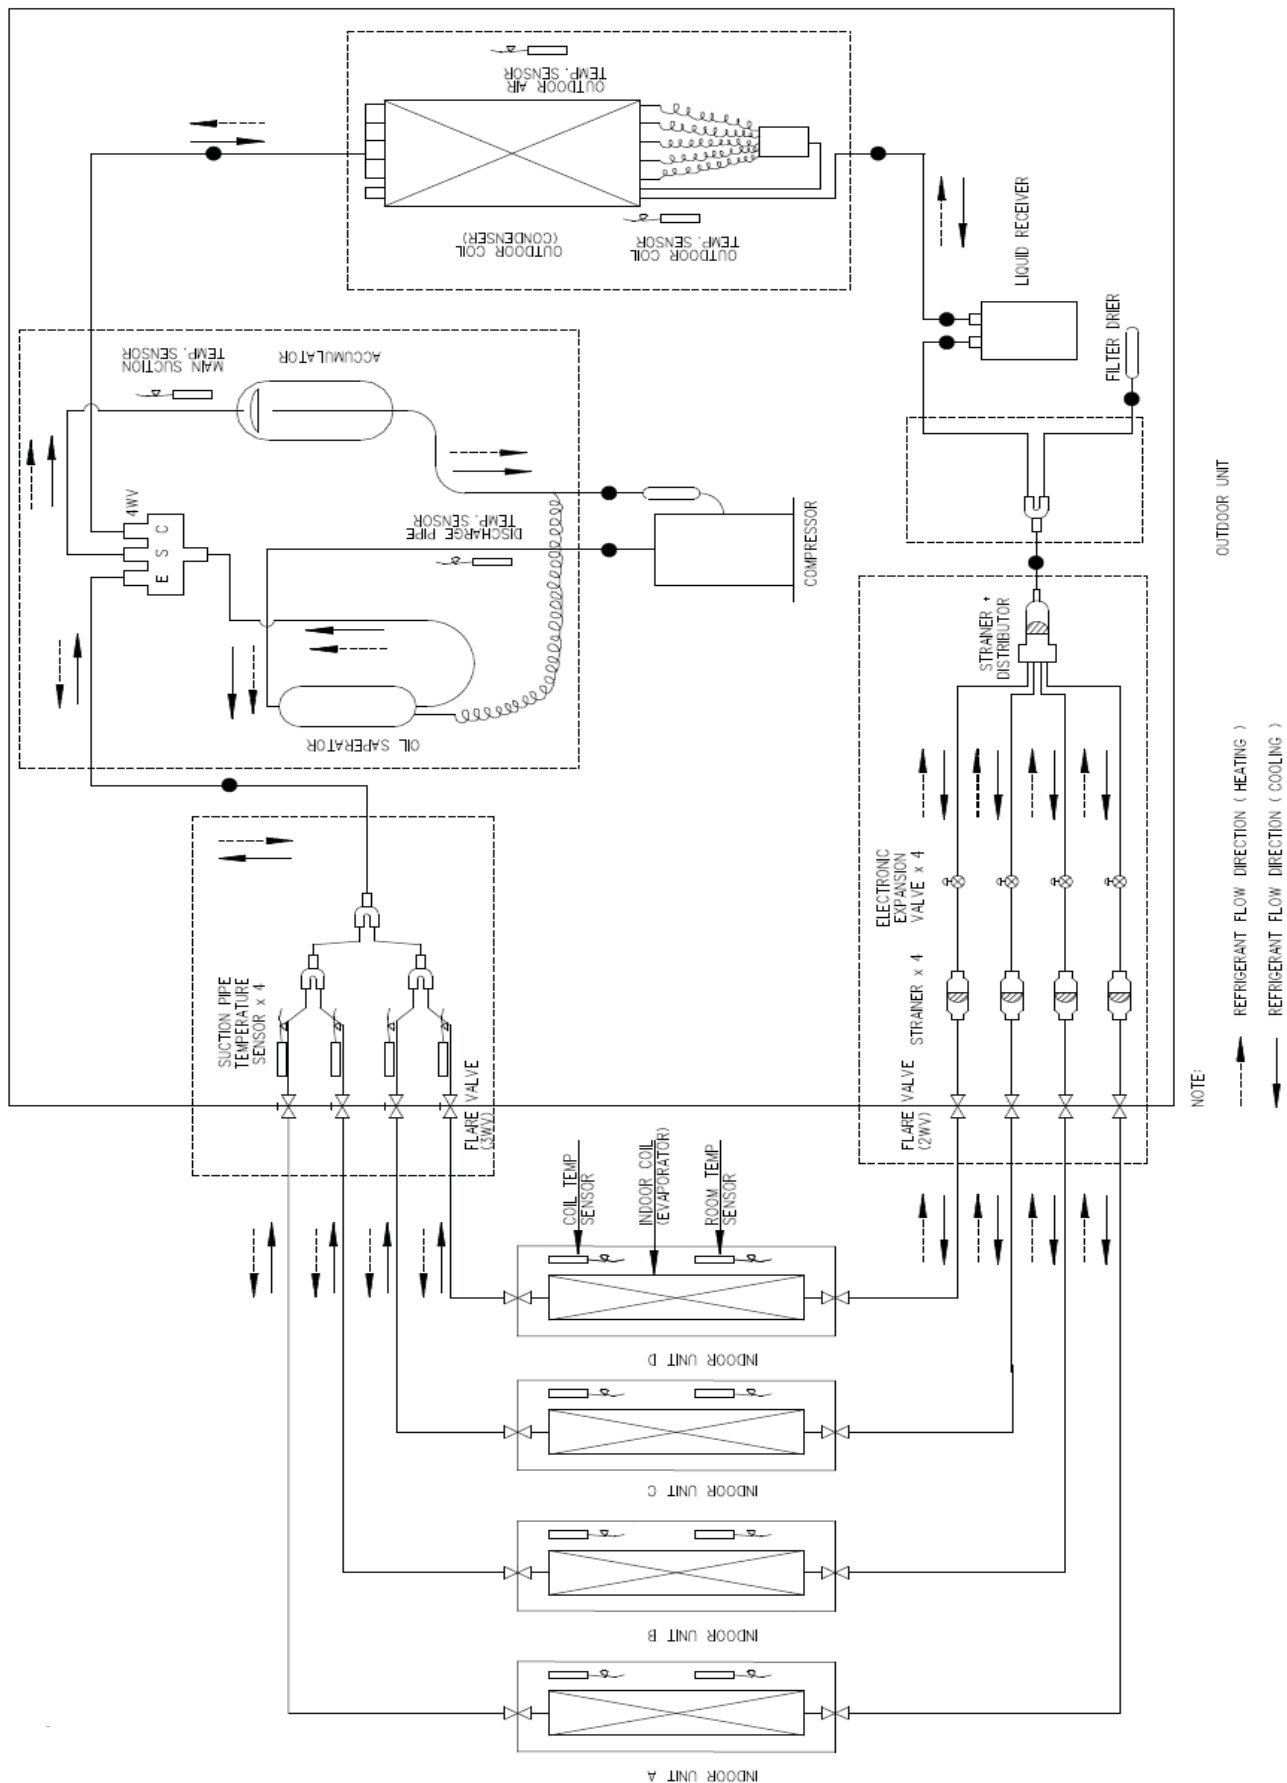 OUTDOOR AIR
TEMP. SENSOR
OUTDOOR COIL
(CONDENSER)
OUTDOOR COIL
TEMP. SENSOR
LIQUID RECEIVER
FILTER DRIER
MAIN SUCTION
TEMP. SENSOR
ACCUMULATOR
4WV
E S C
DISCHARGE PIPE
TEMP. SENSOR
COMPRESSOR
OIL SAPERATOR
OUTDOOR UNIT
STRAINER +
DISTRIBUTOR
ELECTRONIC
EXPANSION
VALVE x 4
STRAINER x 4
FLARE VALVE
(2WV)
SUCTION PIPE
TEMPERATURE
SENSOR x 4
FLARE VALVE
(3WV)
COIL TEMP
SENSOR
INDOOR COIL
(EVAPORATOR)
ROOM TEMP
SENSOR
INDOOR UNIT D
INDOOR UNIT C
INDOOR UNIT B
INDOOR UNIT A
NOTE:
REFRIGERANT FLOW DIRECTION ( HEATING )
REFRIGERANT FLOW DIRECTION ( COOLING )